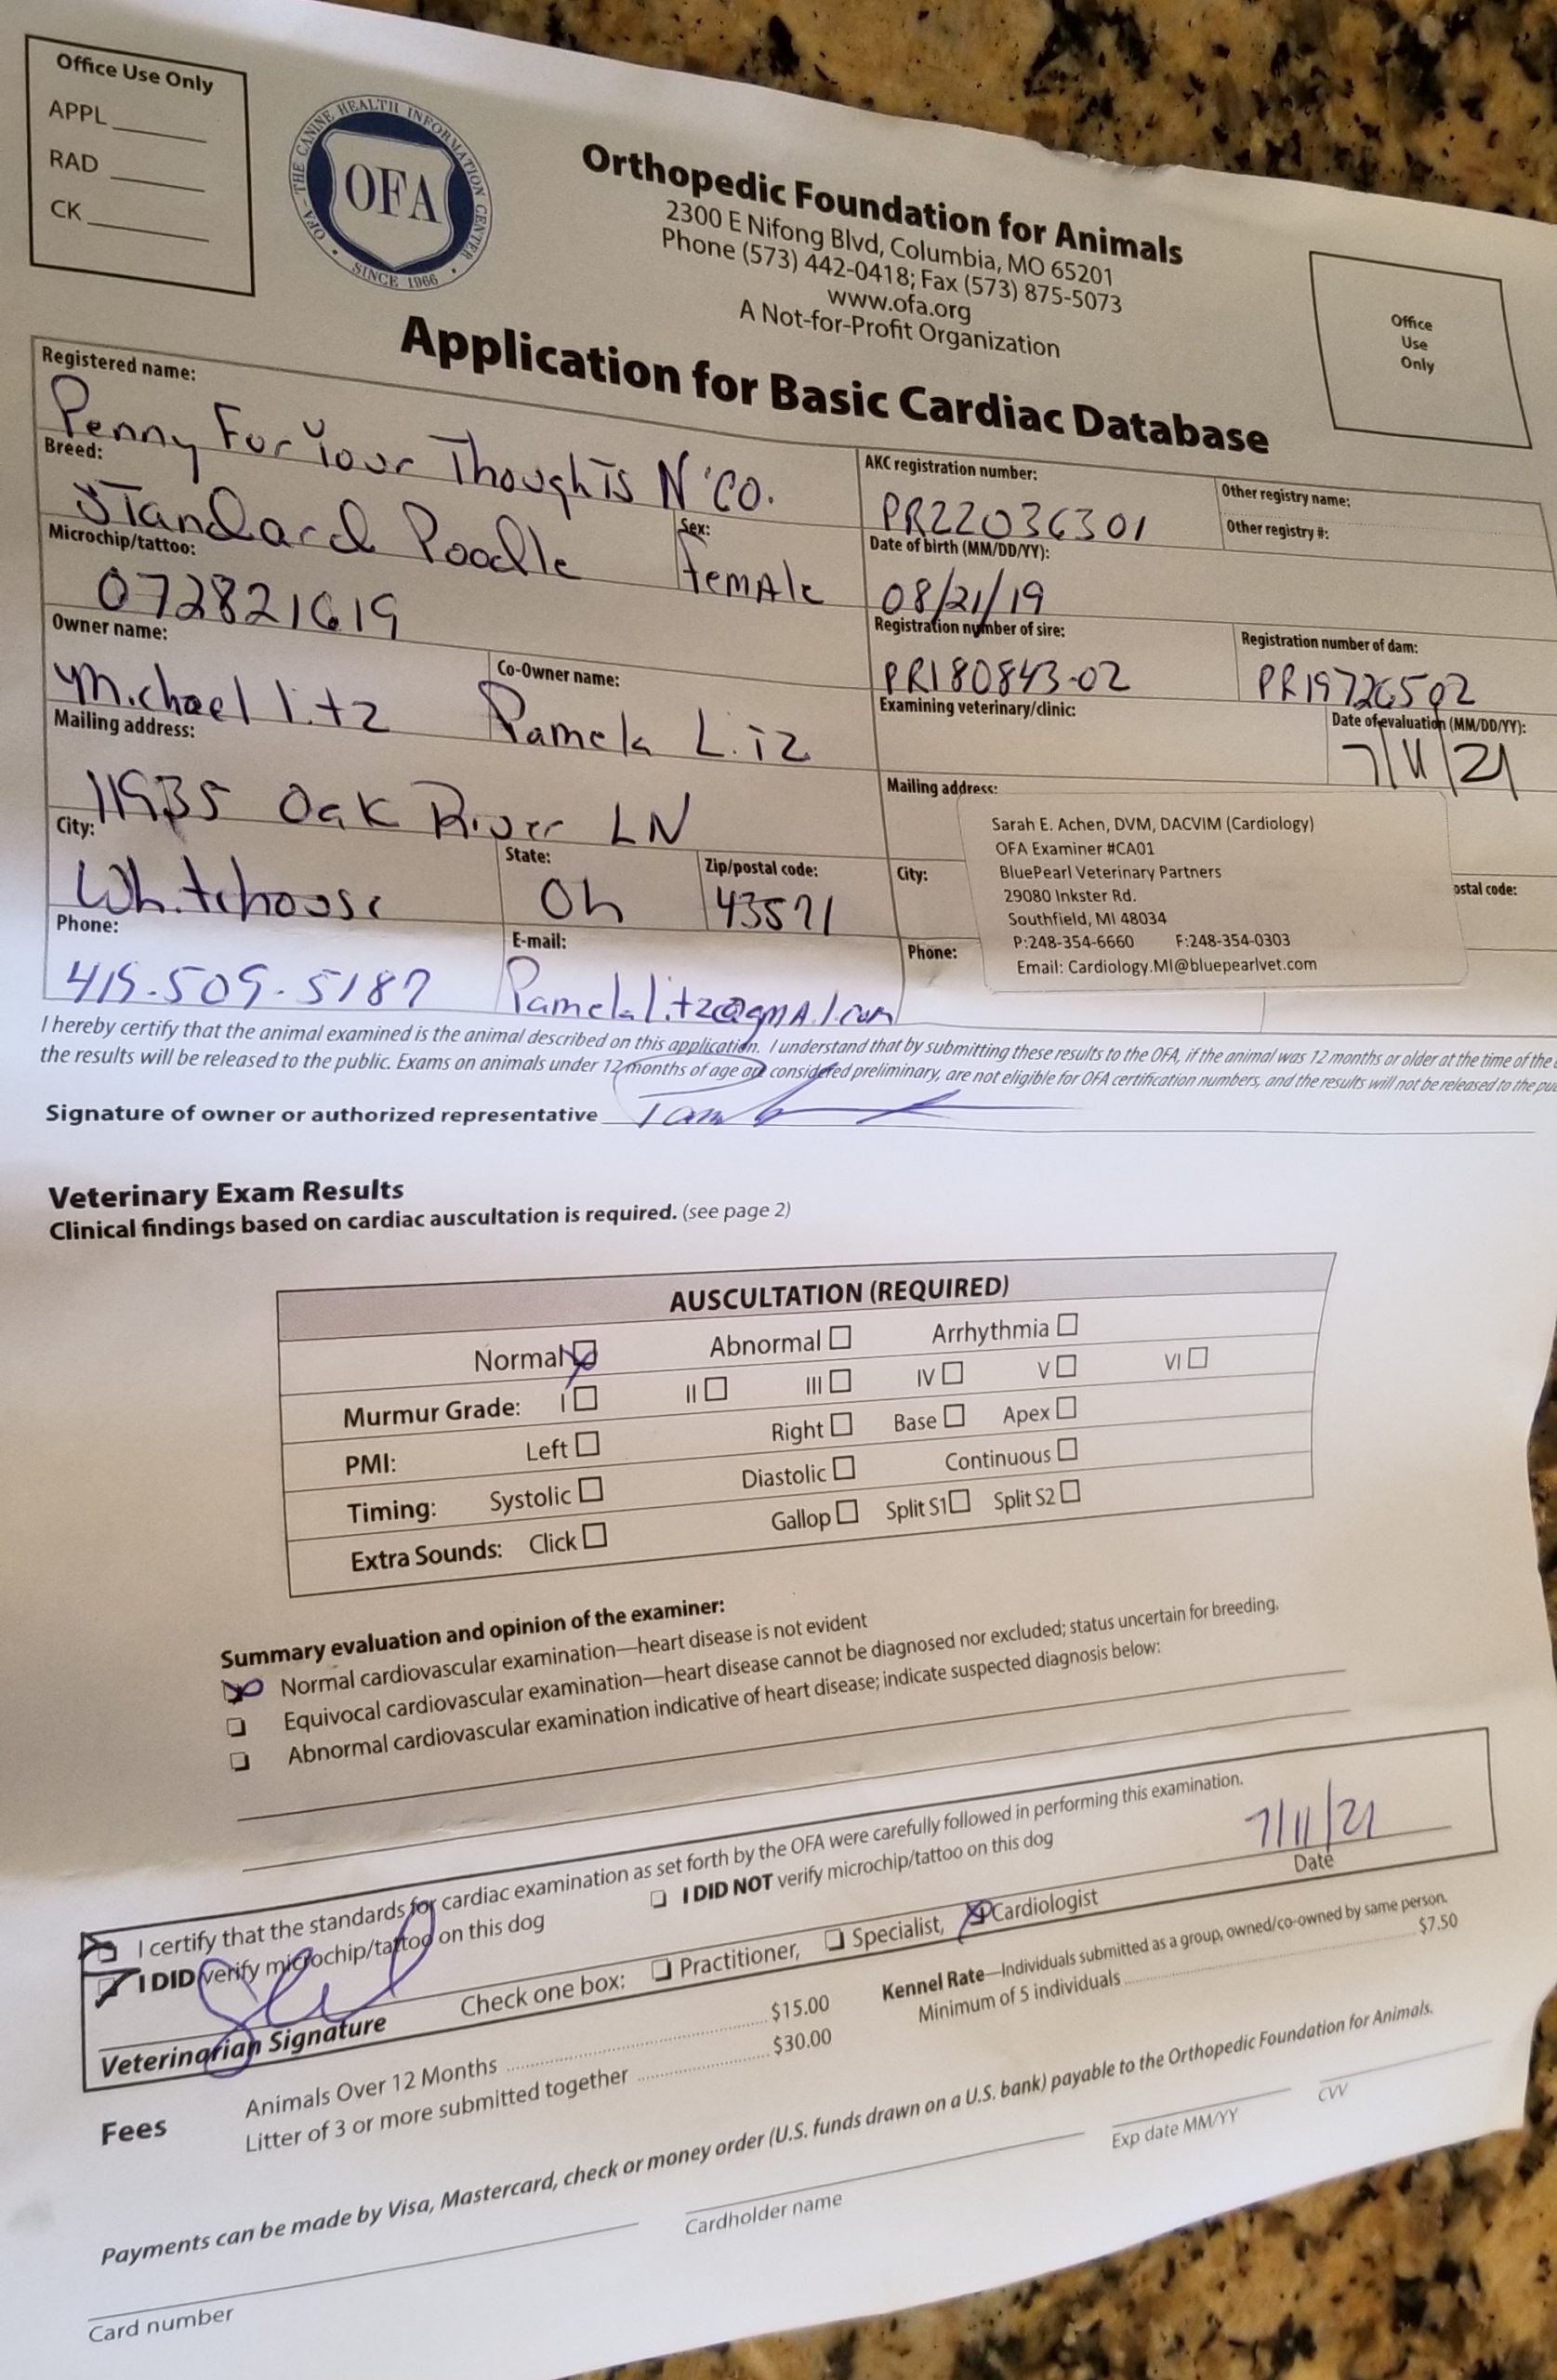 Office Use Only
APPL
RAD
CK
OFA – THE CANINE HEALTH INFORMATION CENTER
OFA
• SINCE 1966 •
Orthopedic Foundation for Animals
2300 E Nifong Blvd, Columbia, MO 65201
Phone (573) 442-0418; Fax (573) 875-5073
www.ofa.org
A Not-for-Profit Organization
Office
Use
Only
Application for Basic Cardiac Database
Registered name:
Penny For Your Thoughts N'CO.
AKC registration number:
PR22036301
Other registry name:
Other registry #:
Breed:
STandard Poodle
Sex:
femAle
Date of birth (MM/DD/YY):
08/21/19
Microchip/tattoo:
072821619
Registration number of sire:
PR180843-02
Registration number of dam:
PR19726502
Owner name:
Michael Litz
Co-Owner name:
Pamela Litz
Examining veterinary/clinic:
Date of evaluation (MM/DD/YY):
7/11/21
Mailing address:
11935 Oak River LN
Mailing address:
Sarah E. Achen, DVM, DACVIM (Cardiology)
OFA Examiner #CA01
BluePearl Veterinary Partners
29080 Inkster Rd.
Southfield, MI 48034
P:248-354-6660 F:248-354-0303
Email: Cardiology.MI@bluepearlvet.com
City:
Whitehouse
State:
Oh
Zip/postal code:
43571
City:
ostal code:
Phone:
419-509-5187
E-mail:
Pamelalitz@gmAil.com
Phone:
I hereby certify that the animal examined is the animal described on this application. I understand that by submitting these results to the OFA, if the animal was 12 months or older at the time of the
the results will be released to the public. Exams on animals under 12 months of age are considered preliminary, are not eligible for OFA certification numbers, and the results will not be released to the
Signature of owner or authorized representative
Veterinary Exam Results
Clinical findings based on cardiac auscultation is required. (see page 2)
AUSCULTATION (REQUIRED)
Normal Abnormal Arrhythmia
Murmur Grade: I II III IV V VI
PMI: Left Right Base Apex
Timing: Systolic Diastolic Continuous
Extra Sounds: Click Gallop Split S1 Split S2
Summary evaluation and opinion of the examiner:
Normal cardiovascular examination—heart disease is not evident
Equivocal cardiovascular examination—heart disease cannot be diagnosed nor excluded; status uncertain for breeding.
Abnormal cardiovascular examination indicative of heart disease; indicate suspected diagnosis below:
I certify that the standards for cardiac examination as set forth by the OFA were carefully followed in performing this examination.
I DID verify microchip/tattoo on this dog I DID NOT verify microchip/tattoo on this dog
7/11/21
Date
Veterinarian Signature Check one box: Practitioner, Specialist, Cardiologist
Fees
Animals Over 12 Months $15.00
Litter of 3 or more submitted together $30.00
Kennel Rate—Individuals submitted as a group, owned/co-owned by same person.
Minimum of 5 individuals $7.50
Payments can be made by Visa, Mastercard, check or money order (U.S. funds drawn on a U.S. bank) payable to the Orthopedic Foundation for Animals.
Card number
Cardholder name
Exp date MM/YY
CVV